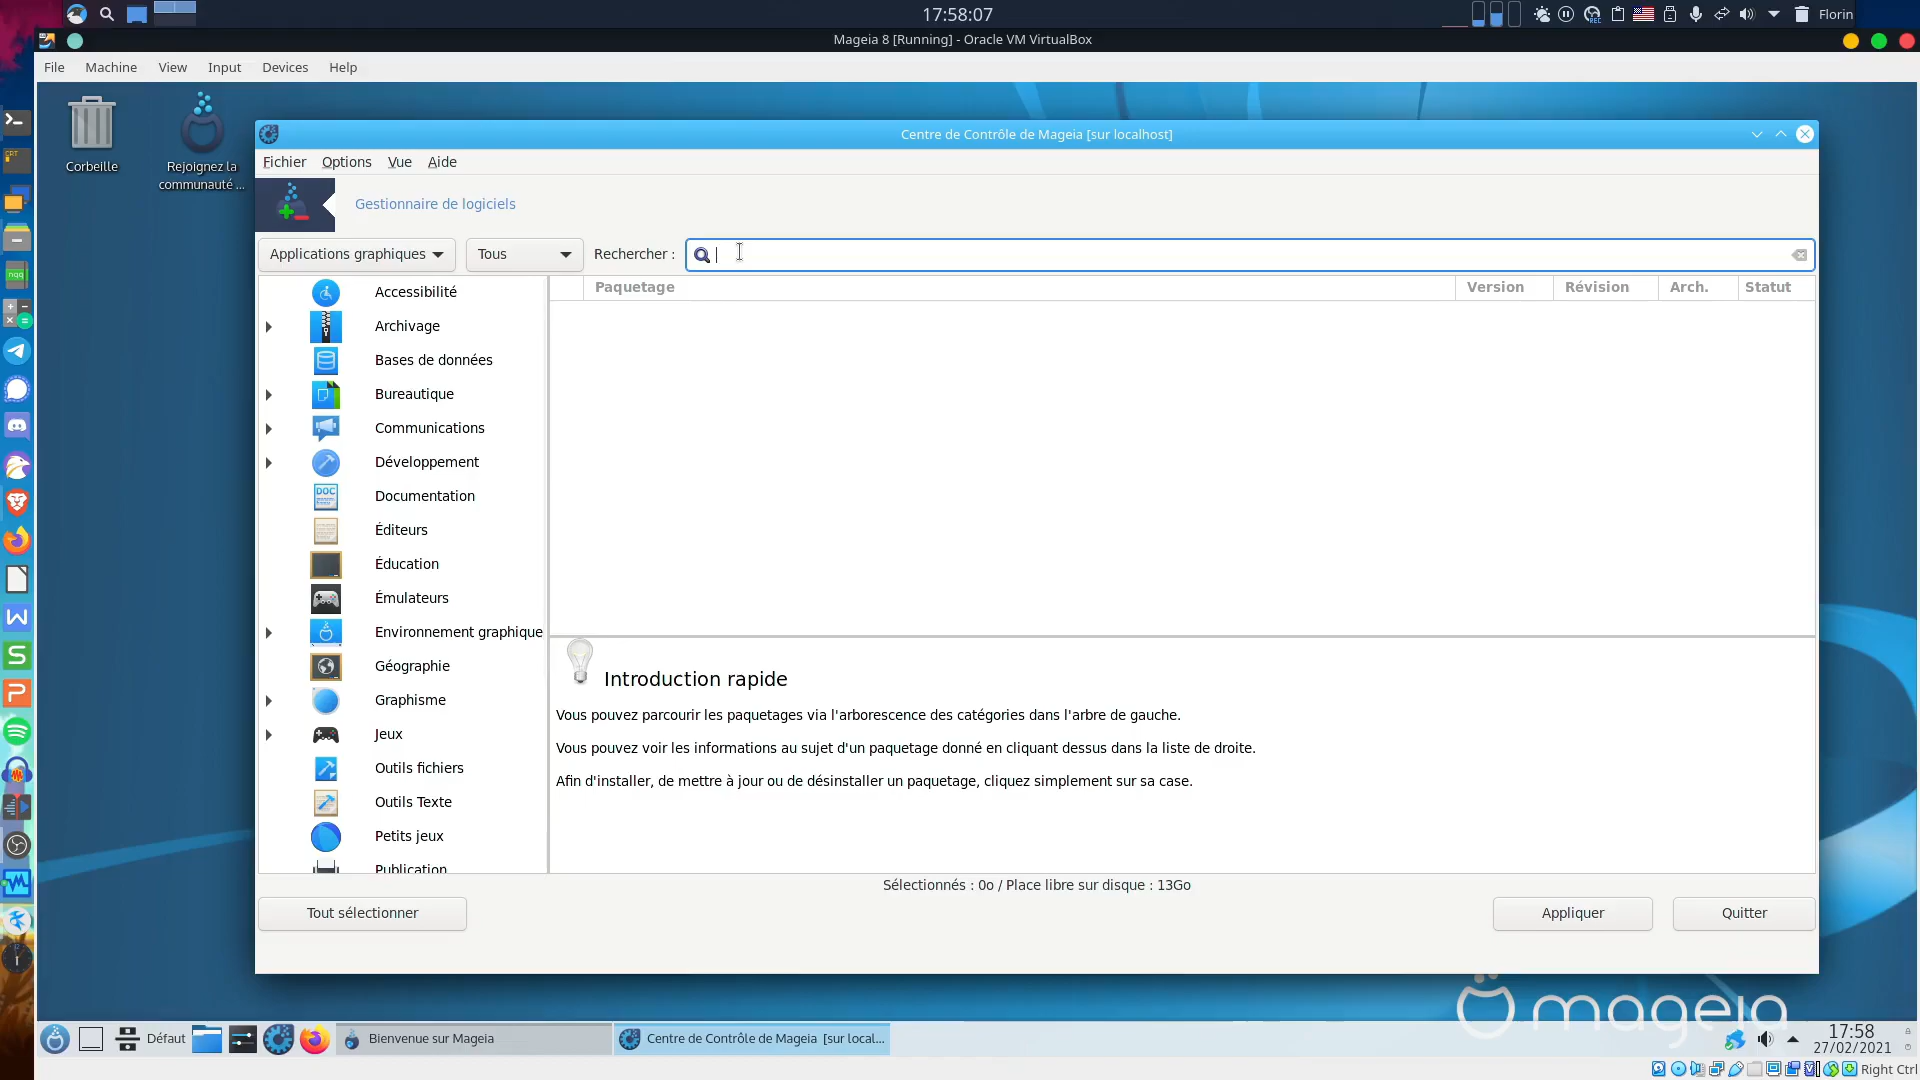 17:58:07
Florin
Mageia 8 [Running] - Oracle VM VirtualBox
File Machine View Input Devices Help
Corbeille
Rejoignez la
communauté ...
Centre de Contrôle de Mageia [sur localhost]
Fichier Options Vue Aide
Gestionnaire de logiciels
Applications graphiques Tous Rechercher :
Paquetage Version Révision Arch. Statut
Accessibilité
Archivage
Bases de données
Bureautique
Communications
Développement
DOC
Documentation
Éditeurs
Éducation
Émulateurs
Environnement graphique
Géographie
Graphisme
Jeux
Outils fichiers
Outils Texte
Petits jeux
Publication
Introduction rapide
Vous pouvez parcourir les paquetages via l'arborescence des catégories dans l'arbre de gauche.
Vous pouvez voir les informations au sujet d'un paquetage donné en cliquant dessus dans la liste de droite.
Afin d'installer, de mettre à jour ou de désinstaller un paquetage, cliquez simplement sur sa case.
Sélectionnés : 0o / Place libre sur disque : 13Go
Tout sélectionner Appliquer Quitter
mageia
Défaut Bienvenue sur Mageia Centre de Contrôle de Mageia [sur local... 17:58
27/02/2021
Right Ctrl